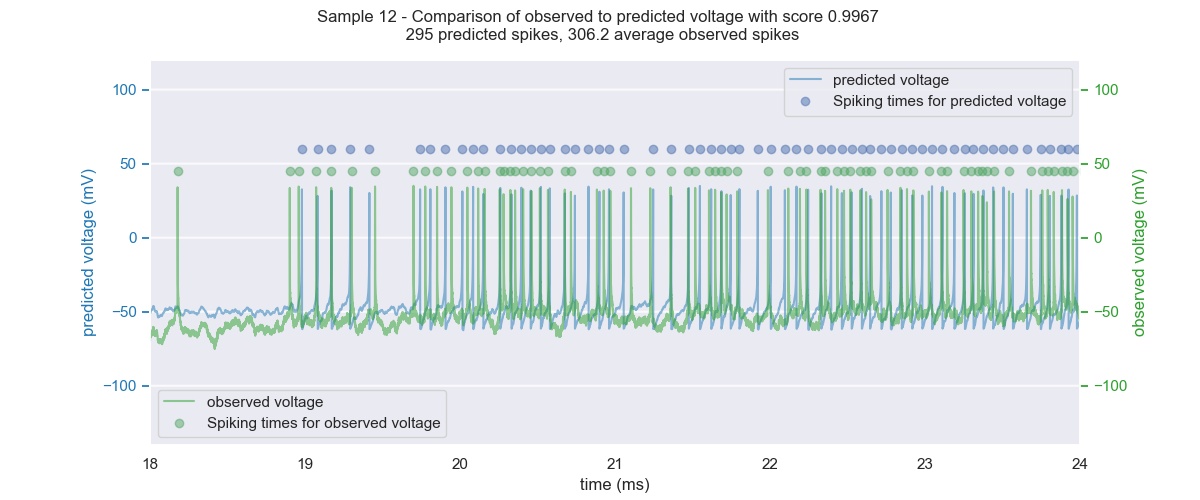 Sample 12 - Comparison of observed to predicted voltage with score 0.9967
295 predicted spikes, 306.2 average observed spikes
predicted voltage
Spiking times for predicted voltage
100
50
0
−50
−100
predicted voltage (mV)
100
50
0
−50
−100
observed voltage (mV)
observed voltage
Spiking times for observed voltage
18
19
20
21
22
23
24
time (ms)